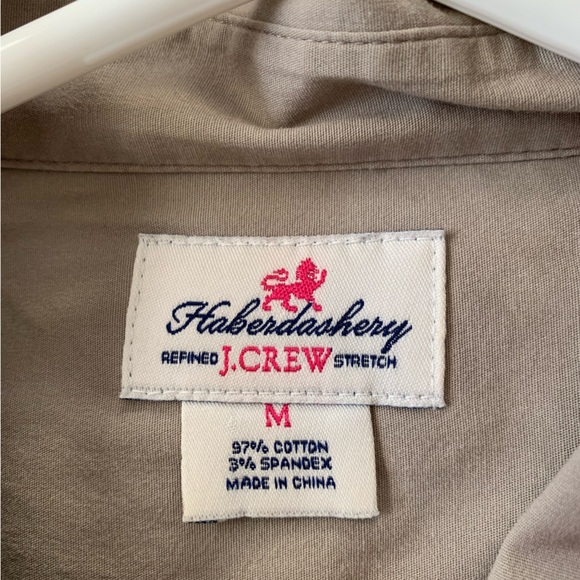 Haberdashery
REFINED J.CREW STRETCH
M
97% COTTON
3% SPANDEX
MADE IN CHINA